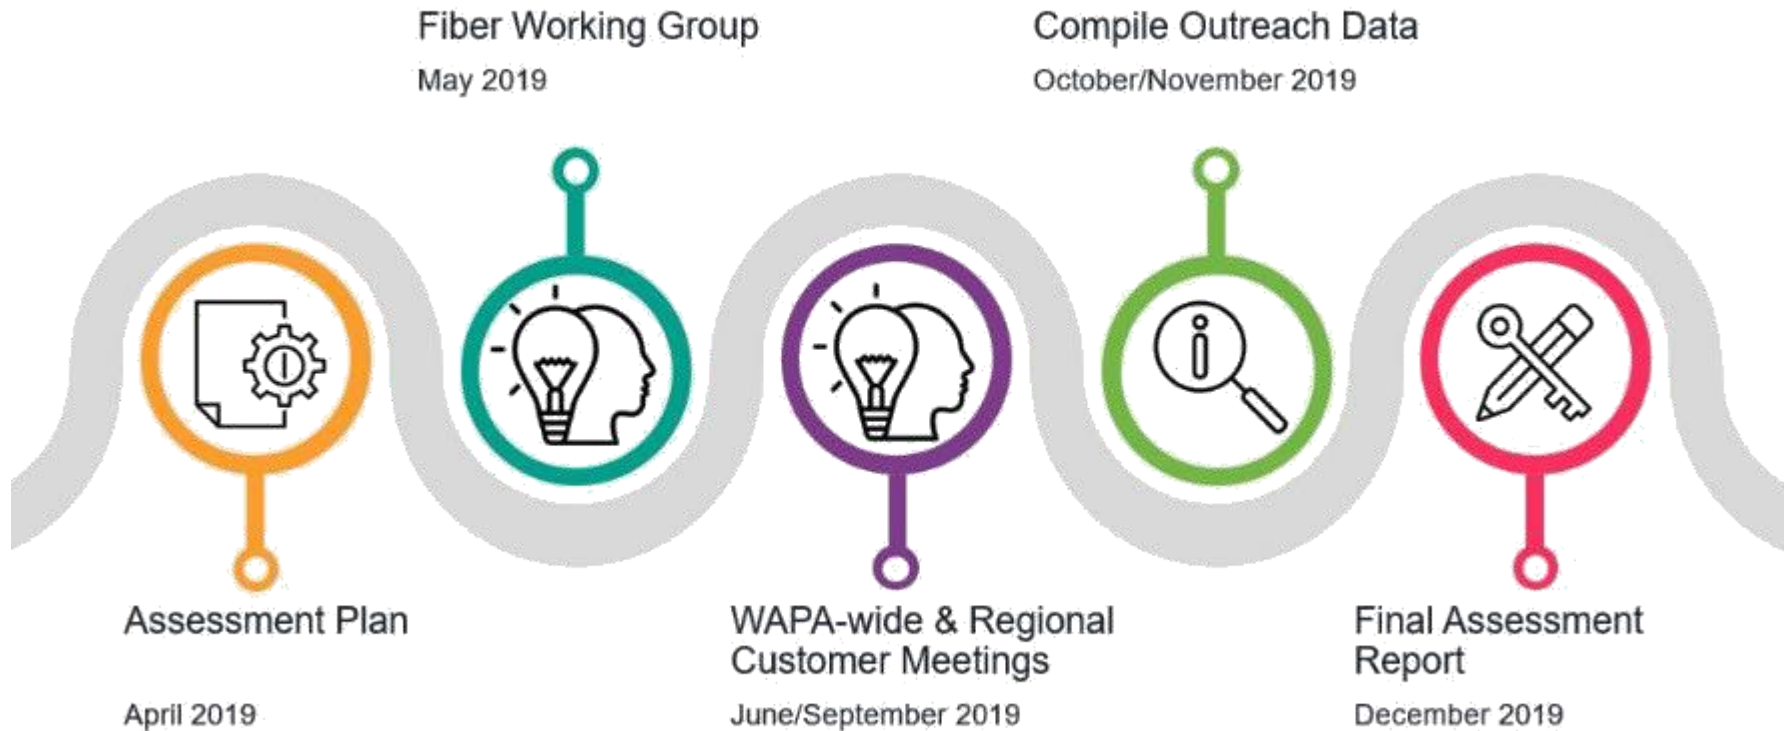 Fiber Working Group
May 2019
Compile Outreach Data
October/November 2019
Assessment Plan
April 2019
WAPA-wide & Regional
Customer Meetings
June/September 2019
Final Assessment
Report
December 2019